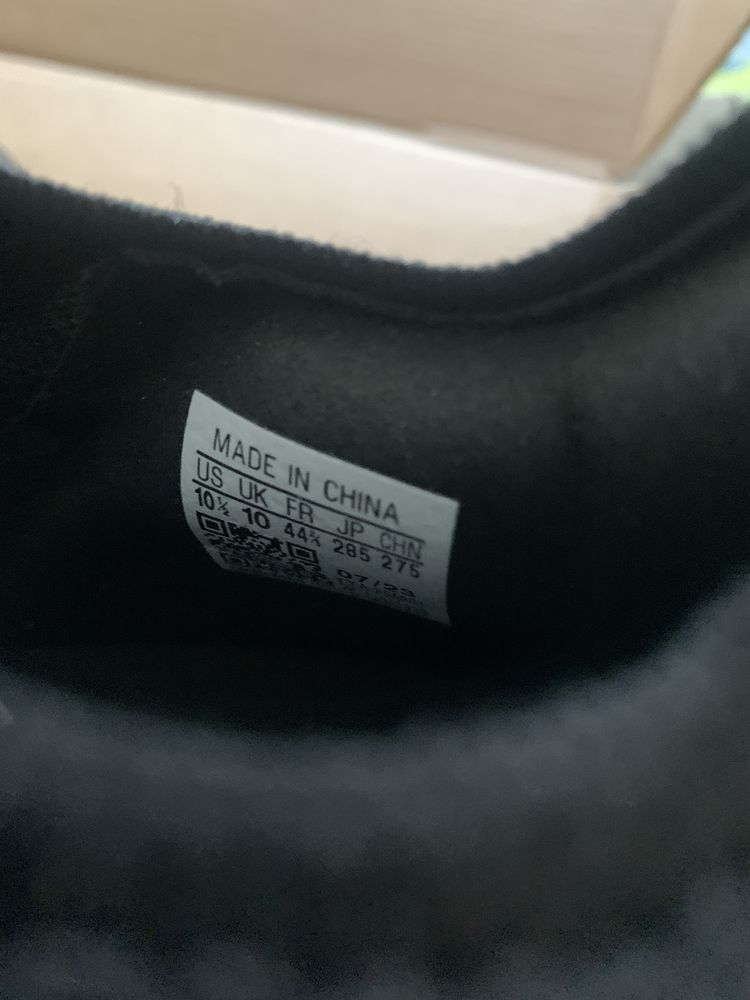 MADE IN CHINA
US UK FR JP CHN
10½ 10 44⅔ 285 275
07/23